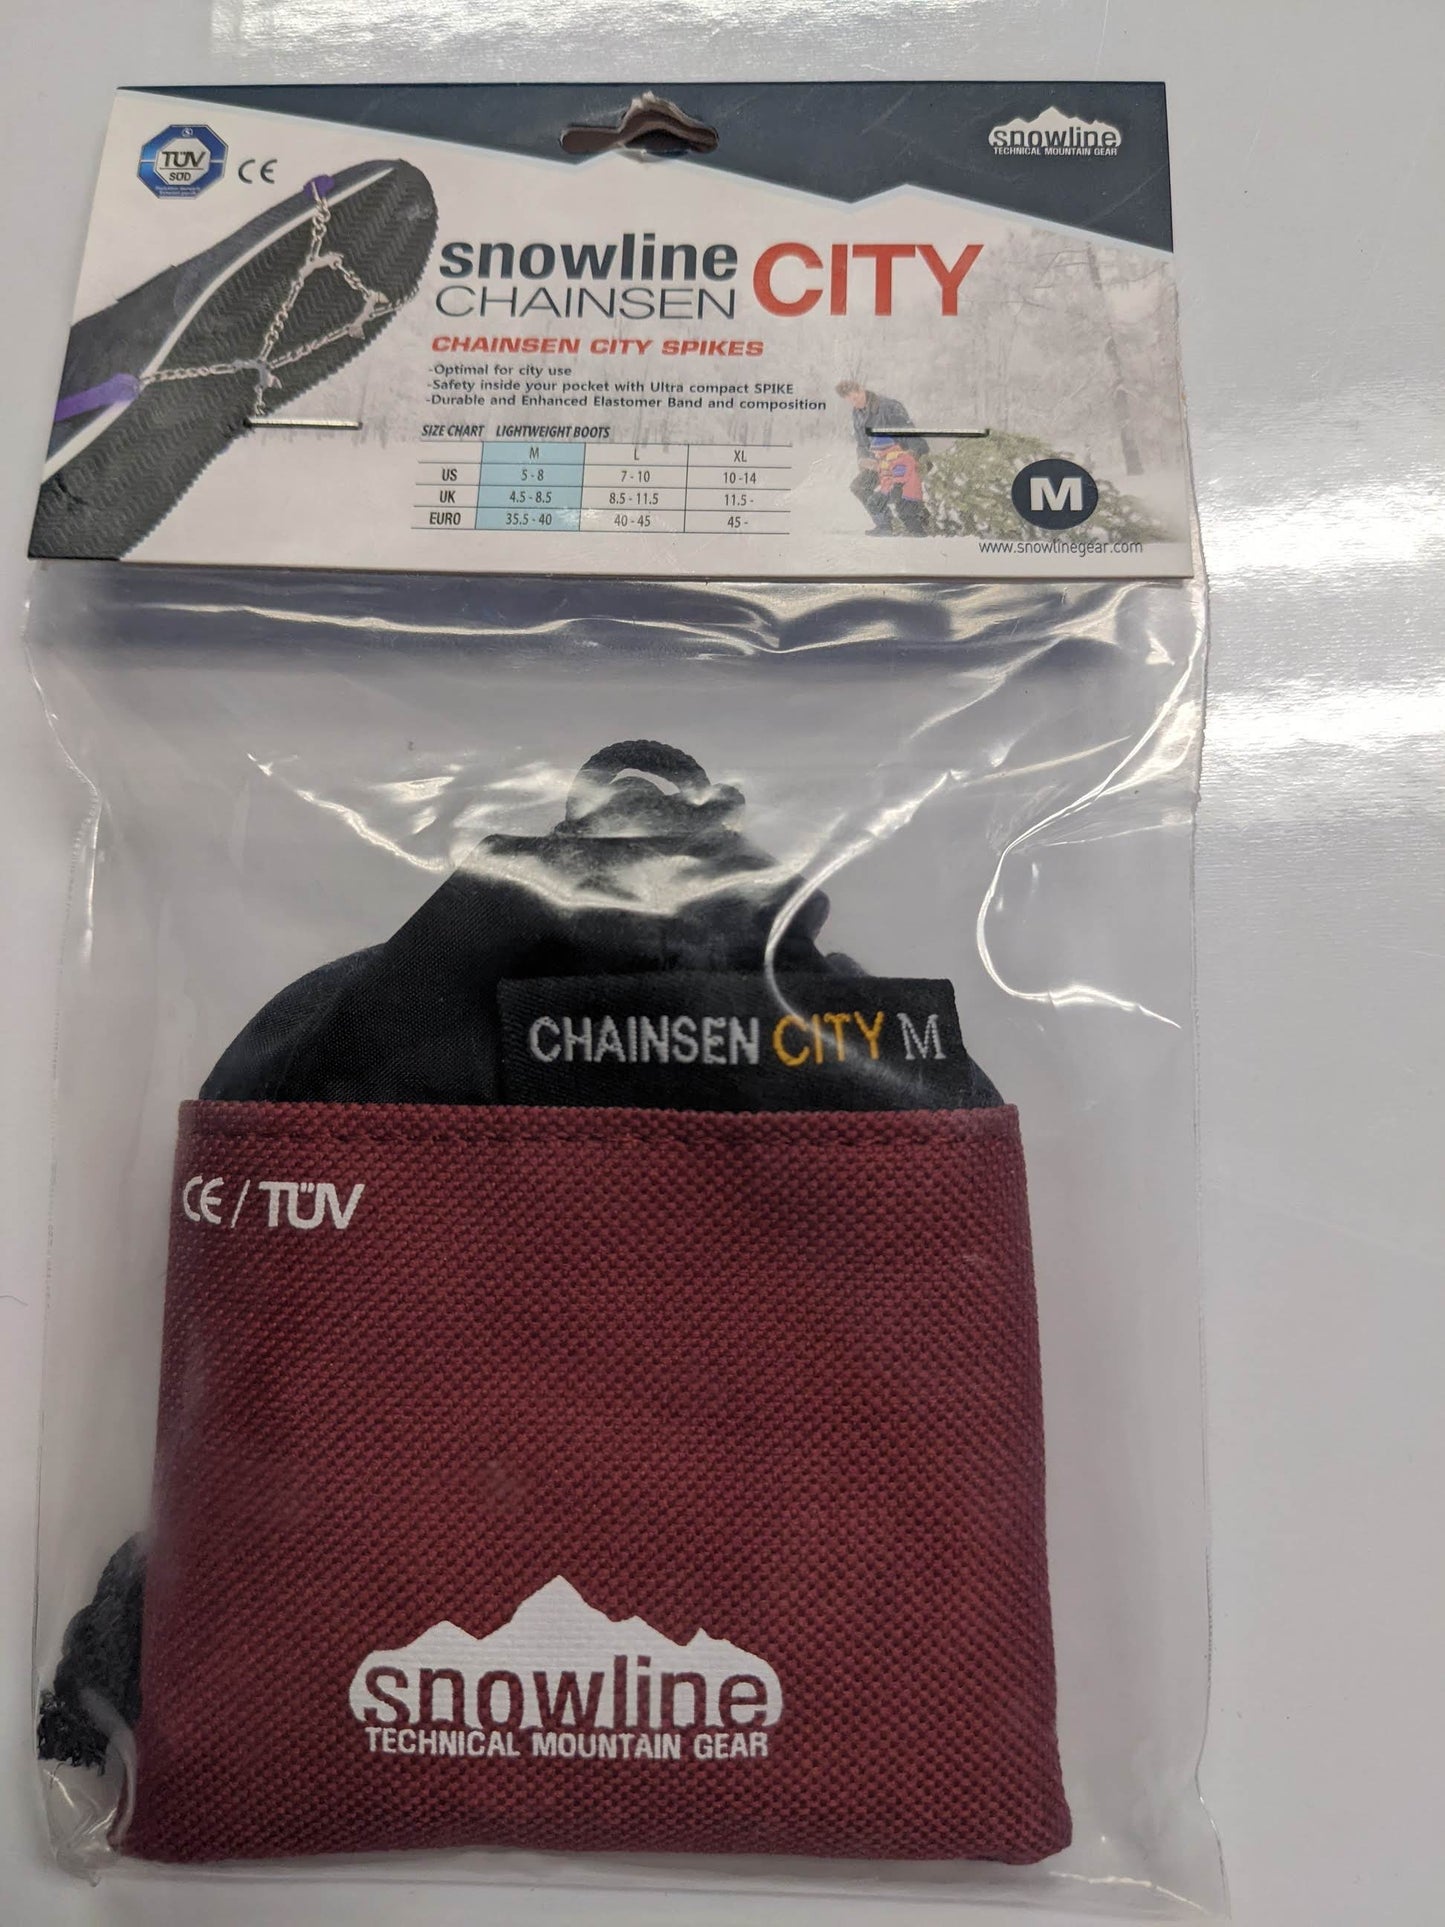 TÜV
SÜD
CE
snowline
TECHNICAL MOUNTAIN GEAR
snowline
CHAINSEN CITY
CHAINSEN CITY SPIKES
-Optimal for city use
-Safety inside your pocket with Ultra compact SPIKE
-Durable and Enhanced Elastomer Band and composition
SIZE CHART LIGHTWEIGHT BOOTS
M L XL
US 5 - 8 7 - 10 10 -14
UK 4.5 - 8.5 8.5 - 11.5 11.5 -
EURO 35.5 - 40 40 - 45 45 -
M
www.snowlinegear.com
CHAINSEN CITY M
CE / TÜV
snowline
TECHNICAL MOUNTAIN GEAR